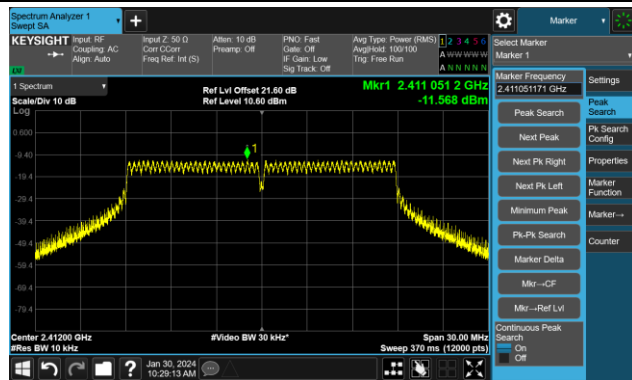 Spectrum Analyzer 1
Swept SA
Marker
KEYSIGHT
Input: RF
Coupling: AC
Align: Auto
Input Z: 50 Ω
Corr CCorr
Freq Ref: Int (S)
Atten: 10 dB
Preamp: Off
PNO: Fast
Gate: Off
IF Gain: Low
Sig Track: Off
Avg Type: Power (RMS)
Avg|Hold: 100/100
Trig: Free Run
1 2 3 4 5 6
A W W W W W
A N N N N N
LXI
Select Marker
Marker 1
1 Spectrum
Scale/Div 10 dB
Log
Ref Lvl Offset 21.60 dB
Ref Level 10.60 dBm
Mkr1 2.411 051 2 GHz
-11.568 dBm
0.600
-9.40
-19.4
-29.4
-39.4
-49.4
-59.4
-69.4
-79.4
1
Center 2.41200 GHz
#Res BW 10 kHz
#Video BW 30 kHz*
Span 30.00 MHz
Sweep 370 ms (12000 pts)
Marker Frequency
2.411051171 GHz
Peak Search
Next Peak
Next Pk Right
Next Pk Left
Minimum Peak
Pk-Pk Search
Marker Delta
Mkr→CF
Mkr→Ref Lvl
Continuous Peak
Search
On
Off
Settings
Peak
Search
Pk Search
Config
Properties
Marker
Function
Marker→
Counter
?
Jan 30, 2024
10:29:13 AM